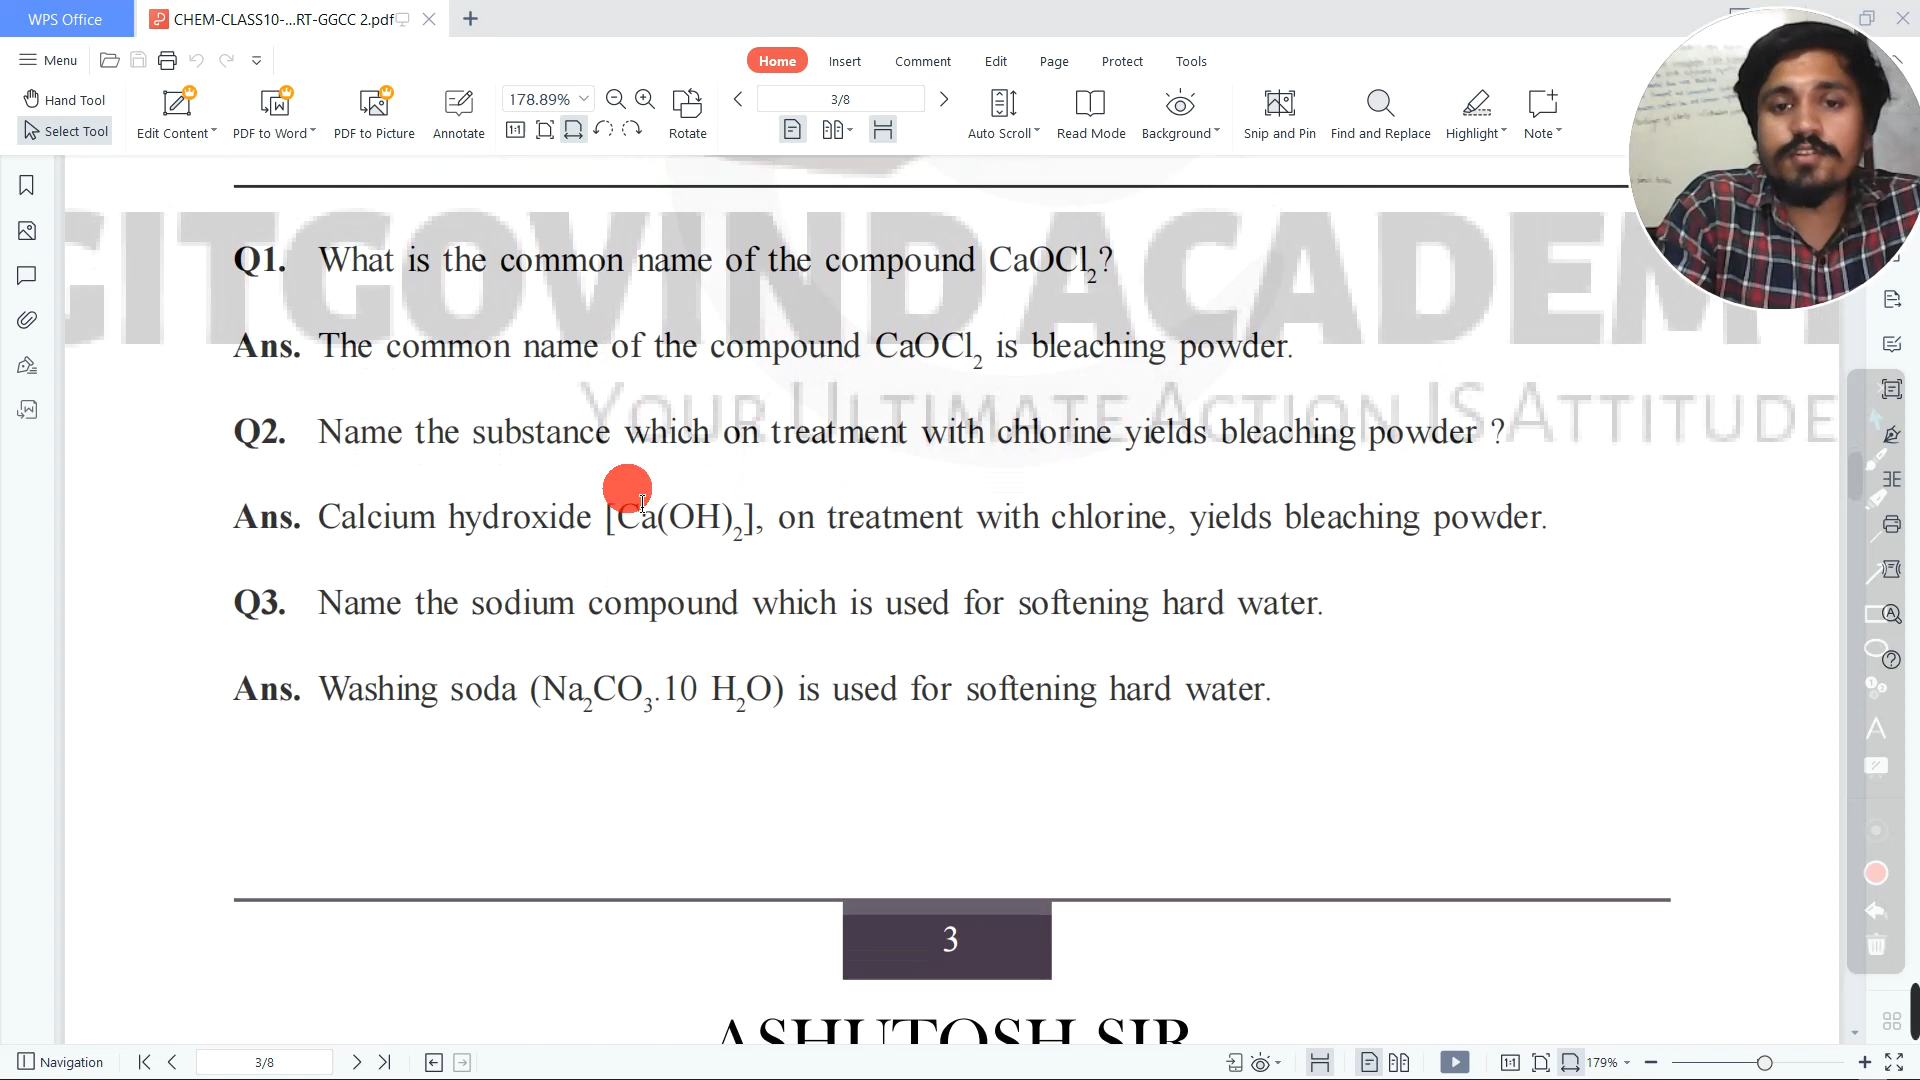 WPS Office
CHEM-CLASS10-...RT-GGCC 2.pdf
Menu
Home Insert Comment Edit Page Protect Tools
Hand Tool
Select Tool
Edit Content
PDF to Word
PDF to Picture
Annotate
178.89%
Rotate
3/8
Auto Scroll
Read Mode
Background
Snip and Pin
Find and Replace
Highlight
Note
GITGOVIND ACADEM
YOUR ULTIMATE ACTION IS ATTITUDE
Q1. What is the common name of the compound CaOCl₂?
Ans. The common name of the compound CaOCl₂ is bleaching powder.
Q2. Name the substance which on treatment with chlorine yields bleaching powder ?
Ans. Calcium hydroxide [Ca(OH)₂], on treatment with chlorine, yields bleaching powder.
Q3. Name the sodium compound which is used for softening hard water.
Ans. Washing soda (Na₂CO₃.10 H₂O) is used for softening hard water.
3
ASHUTOSH SIR
Navigation
3/8
179%